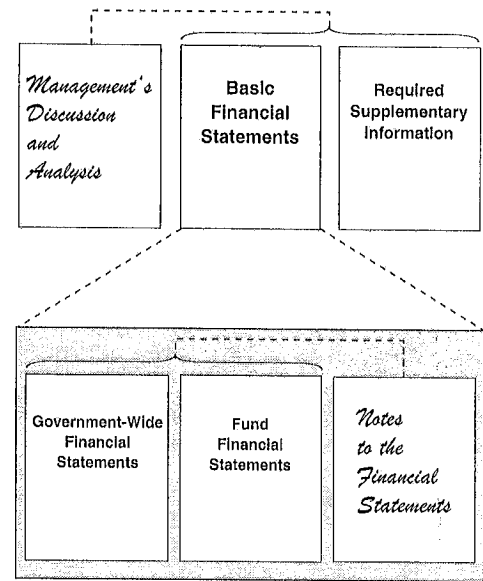 Management's
Discussion
and
Analysis
Basic
Financial
Statements
Required
Supplementary
Information
Government-Wide
Financial
Statements
Fund
Financial
Statements
Notes
to the
Financial
Statements